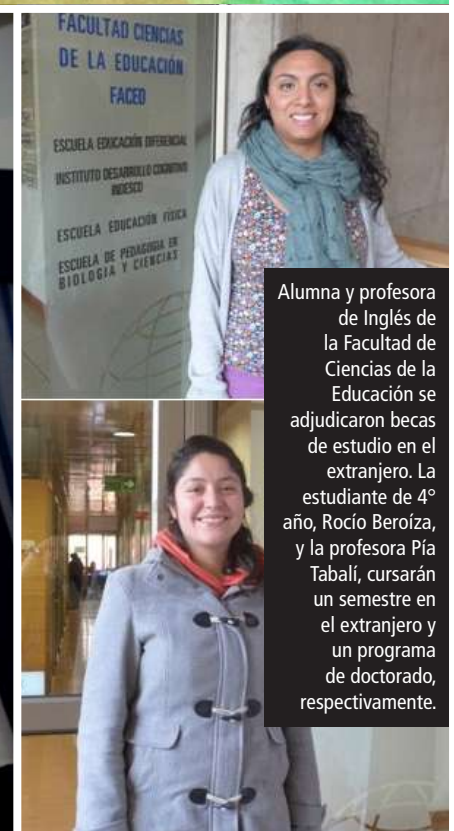 FACULTAD CIENCIAS
DE LA EDUCACIÓN
FACED
ESCUELA EDUCACIÓN DIFERENCIAL
INSTITUTO DESARROLLO COGNITIVO
INDESCO
ESCUELA EDUCACIÓN FÍSICA
ESCUELA DE PEDAGOGIA EN
BIOLOGIA Y CIENCIAS
Alumna y profesora
de Inglés de
la Facultad de
Ciencias de la
Educación se
adjudicaron becas
de estudio en el
extranjero. La
estudiante de 4°
año, Rocío Beroíza,
y la profesora Pía
Tabalí, cursarán
un semestre en
el extranjero y
un programa
de doctorado,
respectivamente.